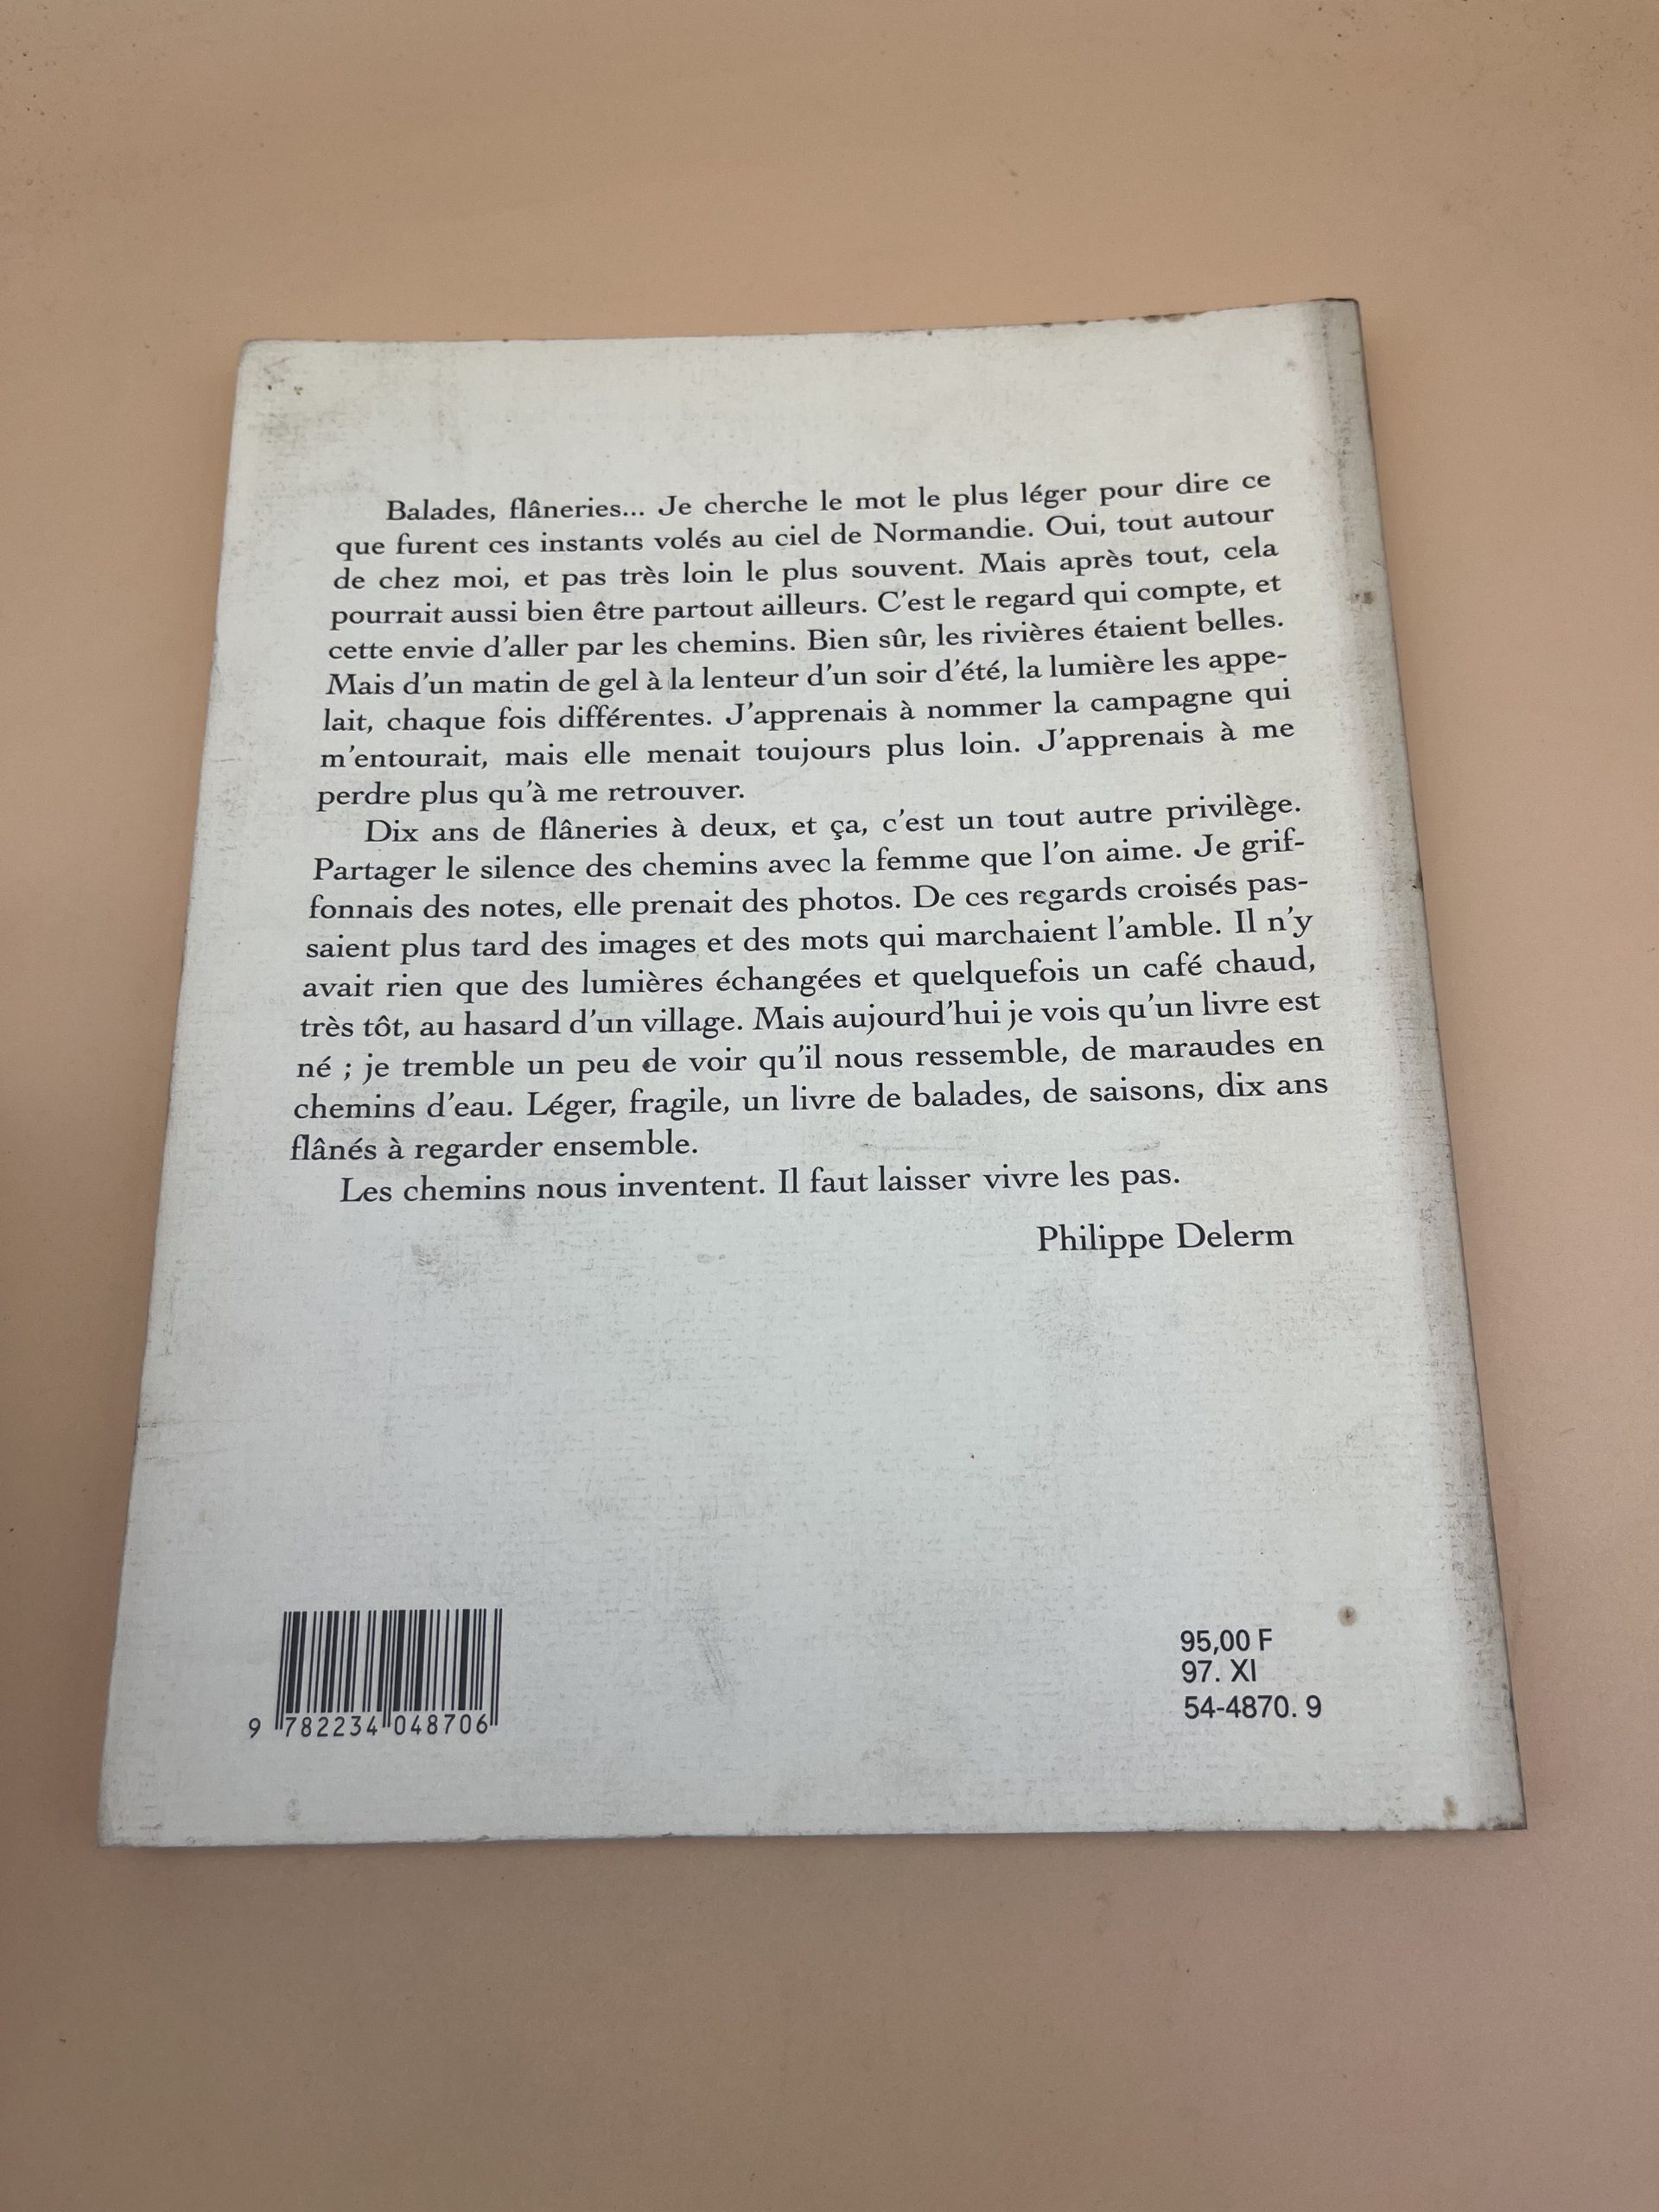 Balades, flâneries... Je cherche le mot le plus léger pour dire ce
que furent ces instants volés au ciel de Normandie. Oui, tout autour
de chez moi, et pas très loin le plus souvent. Mais après tout, cela
pourrait aussi bien être partout ailleurs. C'est le regard qui compte, et
cette envie d'aller par les chemins. Bien sûr, les rivières étaient belles.
Mais d'un matin de gel à la lenteur d'un soir d'été, la lumière les appe-
lait, chaque fois différentes. J'apprenais à nommer la campagne qui
m'entourait, mais elle menait toujours plus loin. J'apprenais à me
perdre plus qu'à me retrouver.
Dix ans de flâneries à deux, et ça, c'est un tout autre privilège.
Partager le silence des chemins avec la femme que l'on aime. Je grif-
fonnais des notes, elle prenait des photos. De ces regards croisés pas-
saient plus tard des images et des mots qui marchaient l'amble. Il n'y
avait rien que des lumières échangées et quelquefois un café chaud,
très tôt, au hasard d'un village. Mais aujourd'hui je vois qu'un livre est
né ; je tremble un peu de voir qu'il nous ressemble, de maraudes en
chemins d'eau. Léger, fragile, un livre de balades, de saisons, dix ans
flânés à regarder ensemble.
Les chemins nous inventent. Il faut laisser vivre les pas.
Philippe Delerm
95,00 F
97. XI
54-4870. 9
9 782234 048706